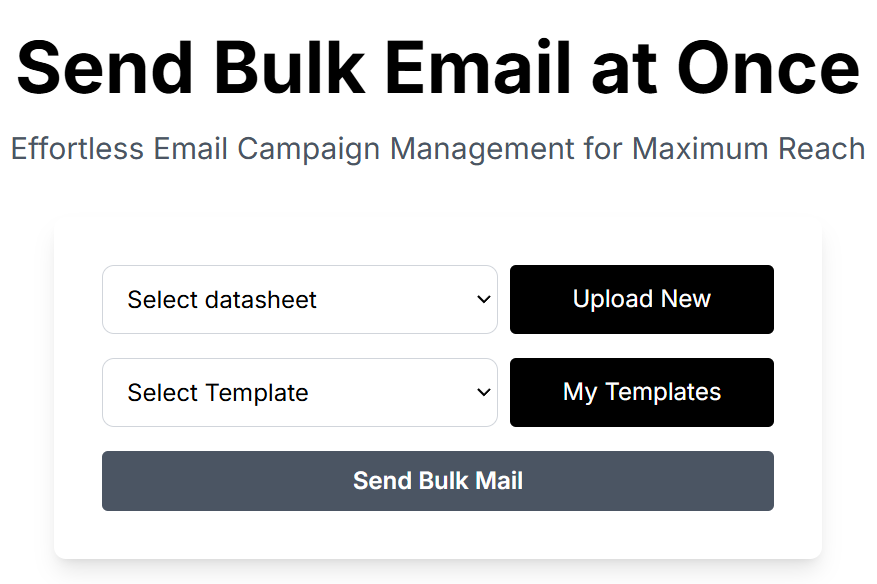 Send Bulk Email at Once
Effortless Email Campaign Management for Maximum Reach
Select datasheet
Upload New
Select Template
My Templates
Send Bulk Mail